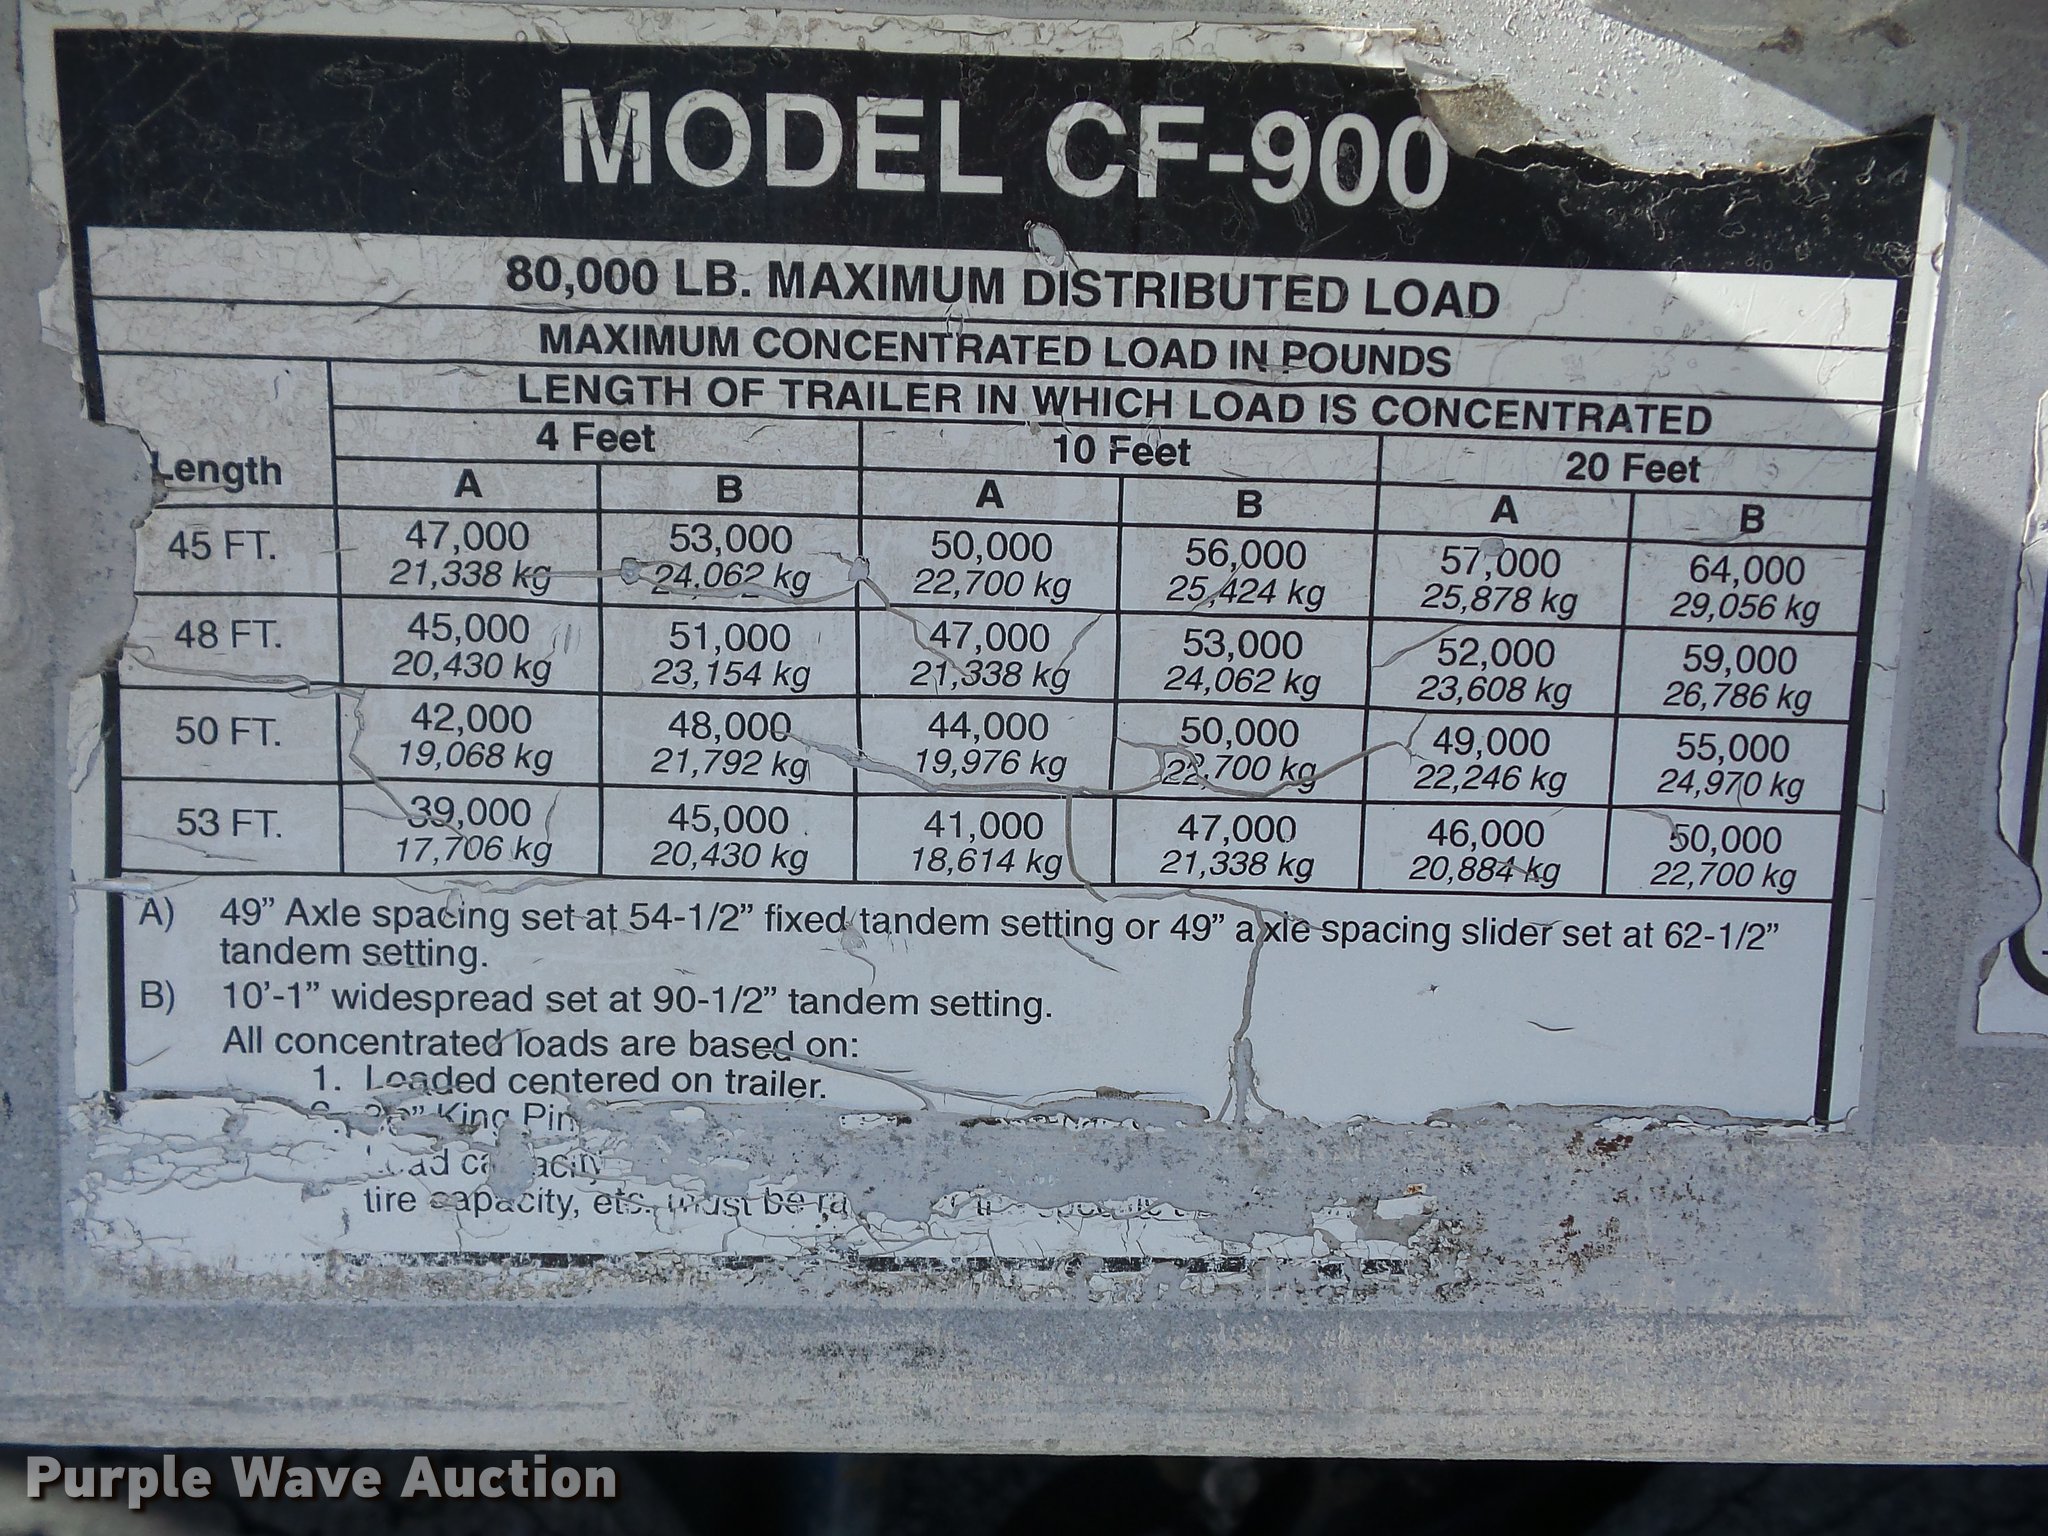 MODEL CF-900
80,000 LB. MAXIMUM DISTRIBUTED LOAD
MAXIMUM CONCENTRATED LOAD IN POUNDS
LENGTH OF TRAILER IN WHICH LOAD IS CONCENTRATED
4 Feet 10 Feet 20 Feet
Length A B A B A B
45 FT. 47,000 53,000 50,000 56,000 57,000 64,000
21,338 kg 24,062 kg 22,700 kg 25,424 kg 25,878 kg 29,056 kg
48 FT. 45,000 51,000 47,000 53,000 52,000 59,000
20,430 kg 23,154 kg 21,338 kg 24,062 kg 23,608 kg 26,786 kg
50 FT. 42,000 48,000 44,000 50,000 49,000 55,000
19,068 kg 21,792 kg 19,976 kg 22,700 kg 22,246 kg 24,970 kg
53 FT. 39,000 45,000 41,000 47,000 46,000 50,000
17,706 kg 20,430 kg 18,614 kg 21,338 kg 20,884 kg 22,700 kg
A) 49” Axle spacing set at 54-1/2” fixed tandem setting or 49” axle spacing slider set at 62-1/2”
tandem setting.
B) 10’-1” widespread set at 90-1/2” tandem setting.
All concentrated loads are based on:
1. Loaded centered on trailer.
King Pin
capacity
tire capacity, etc. must be
Purple Wave Auction